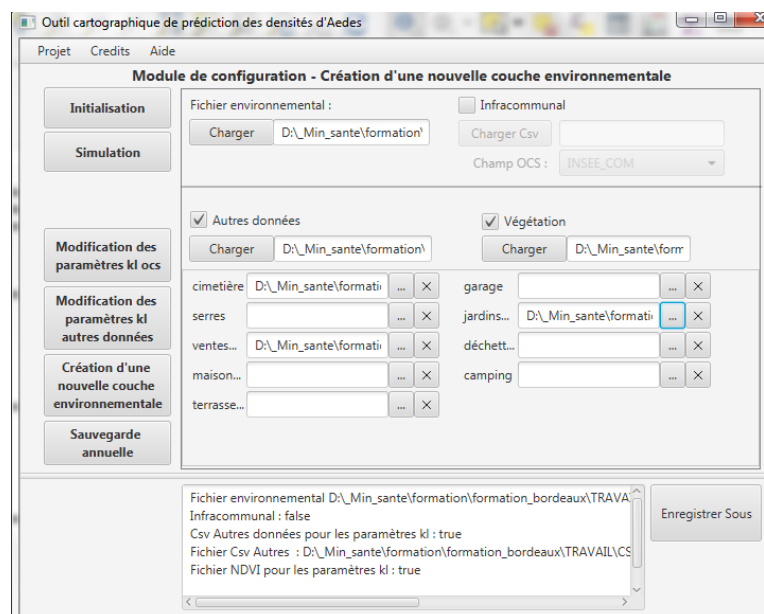 Outil cartographique de prédiction des densités d'Aedes
Projet Credits Aide
Module de configuration - Création d'une nouvelle couche environnementale
Initialisation
Simulation
Modification des
paramètres kl ocs
Modification des
paramètres kl
autres données
Création d'une
nouvelle couche
environnementale
Sauvegarde
annuelle
Fichier environnemental :
Charger D:\_Min_sante\formation\
Infracommunal
Charger Csv
Champ OCS : INSEE_COM
Autres données
Charger D:\_Min_sante\formation\
Végétation
Charger D:\_Min_sante\form
cimetière D:\_Min_sante\formati ... ×
garage ... ×
serres ... ×
jardins... D:\_Min_sante\formati ... ×
ventes... D:\_Min_sante\formati ... ×
déchett... ... ×
maison... ... ×
camping ... ×
terrasse... ... ×
Fichier environnemental D:\_Min_sante\formation\formation_bordeaux\TRAVA
Infracommunal : false
Csv Autres données pour les paramètres kl : true
Fichier Csv Autres : D:\_Min_sante\formation\formation_bordeaux\TRAVAIL\CS
Fichier NDVI pour les paramètres kl : true
Enregistrer Sous